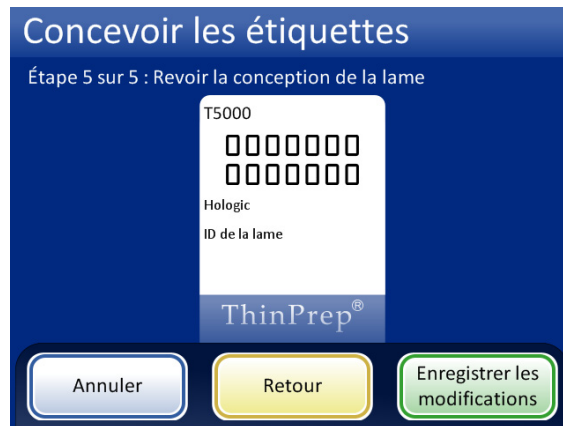 Concevoir les étiquettes
Étape 5 sur 5 : Revoir la conception de la lame
T5000
0000000
0000000
Hologic
ID de la lame
ThinPrep®
Annuler
Retour
Enregistrer les
modifications